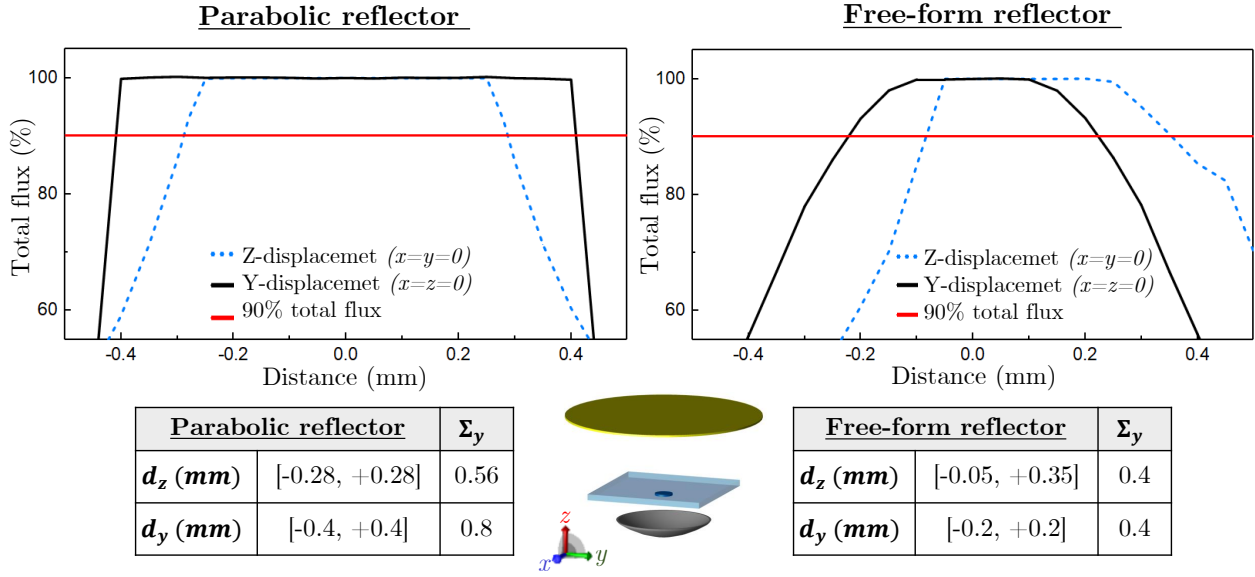 Parabolic reflector
Free-form reflector
Total flux (%)
100
80
60
Z-displacemet (x=y=0)
Y-displacemet (x=z=0)
90% total flux
-0.4 -0.2 0.0 0.2 0.4
Distance (mm)
Total flux (%)
100
80
60
Z-displacemet (x=y=0)
Y-displacemet (x=z=0)
90% total flux
-0.4 -0.2 0.0 0.2 0.4
Distance (mm)
Parabolic reflector Σy
dz (mm) [-0.28, +0.28] 0.56
dy (mm) [-0.4, +0.4] 0.8
z
x y
Free-form reflector Σy
dz (mm) [-0.05, +0.35] 0.4
dy (mm) [-0.2, +0.2] 0.4